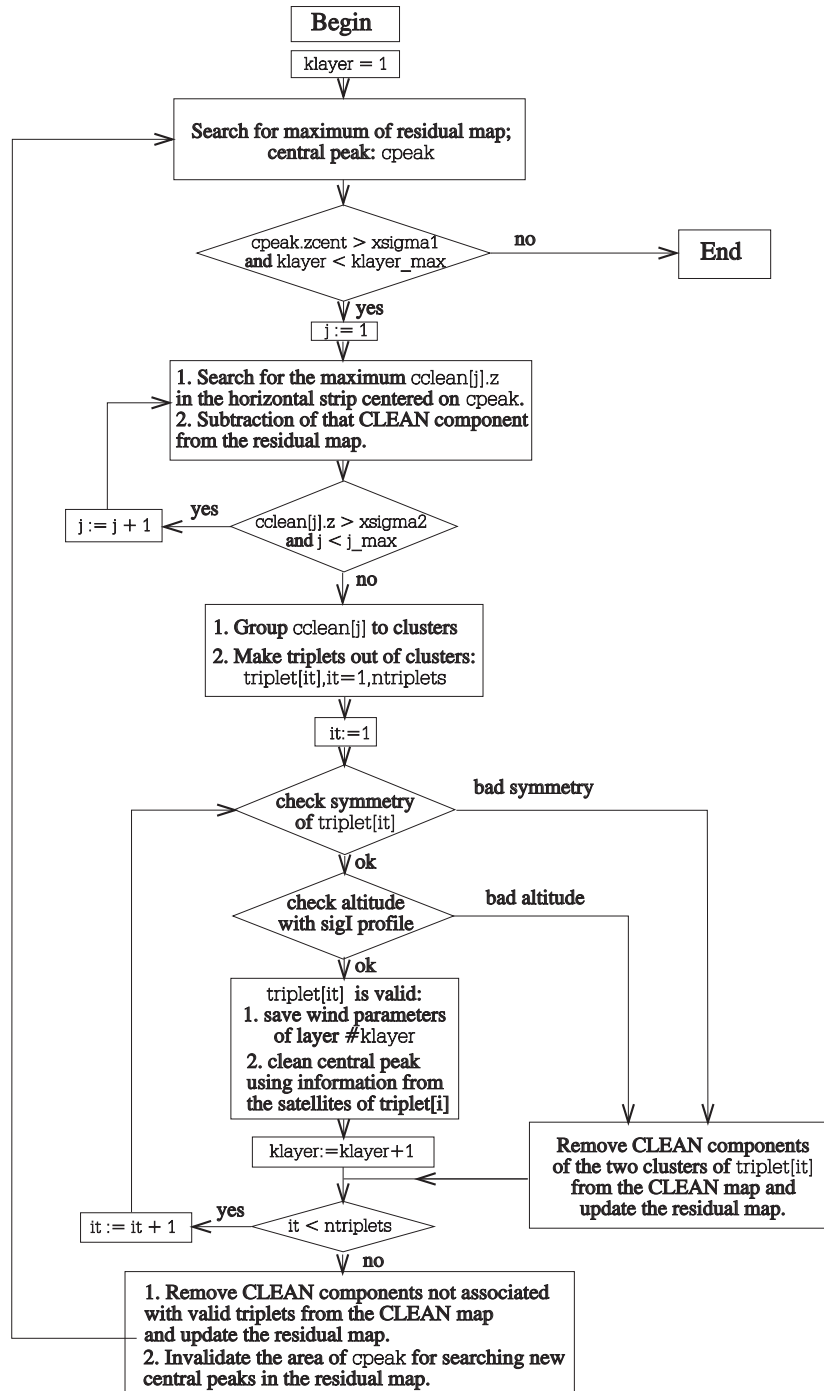 Begin
klayer = 1
Search for maximum of residual map;
central peak: cpeak
cpeak.zcent > xsigma1
and klayer < klayer_max
no
End
yes
j := 1
1. Search for the maximum cclean[j].z
in the horizontal strip centered on cpeak.
2. Subtraction of that CLEAN component
from the residual map.
yes
j := j + 1
cclean[j].z > xsigma2
and j < j_max
no
1. Group cclean[j] to clusters
2. Make triplets out of clusters:
triplet[it],it=1,ntriplets
it:=1
check symmetry
of triplet[it]
bad symmetry
ok
check altitude
with sigI profile
bad altitude
ok
triplet[it] is valid:
1. save wind parameters
of layer #klayer
2. clean central peak
using information from
the satellites of triplet[i]
klayer:=klayer+1
Remove CLEAN components
of the two clusters of triplet[it]
from the CLEAN map and
update the residual map.
it := it + 1
yes
it < ntriplets
no
1. Remove CLEAN components not associated
with valid triplets from the CLEAN map
and update the residual map.
2. Invalidate the area of cpeak for searching new
central peaks in the residual map.